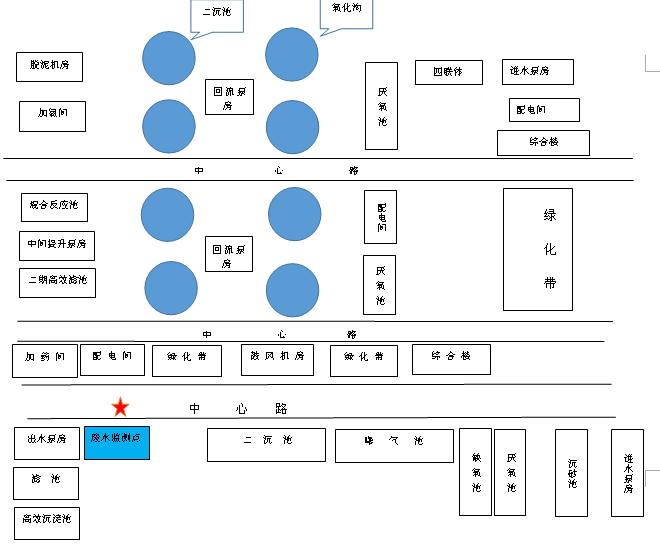 二沉池
氧化沟
脱泥机房
回 流 泵
房
厌
氧
池
四联体
进水泵房
加氯间
配电间
综合楼
中 心 路
混合反应池
配
电
间
绿
化
带
中间提升泵房
回 流 泵
房
二期高效滤池
厌
氧
池
中 心 路
加 药 间
配 电 间
绿 化 带
鼓 风 机 房
绿 化 带
综 合 楼
中 心 路
出水泵房
废水监测点
二 沉 池
曝 气 池
缺
氧
池
厌
氧
池
沉
砂
池
进
水
泵
房
滤 池
高效沉淀池